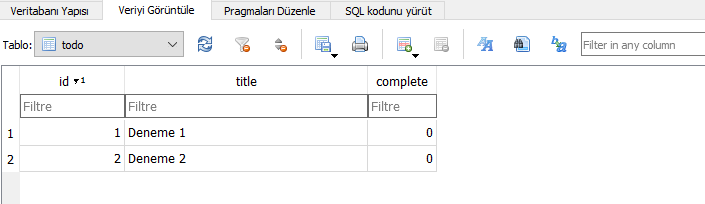 Veritabanı Yapısı Veriyi Görüntüle Pragmaları Düzenle SQL kodunu yürüt
Tablo: todo Filter in any column
id 1 title complete
Filtre Filtre Filtre
1 1 Deneme 1 0
2 2 Deneme 2 0